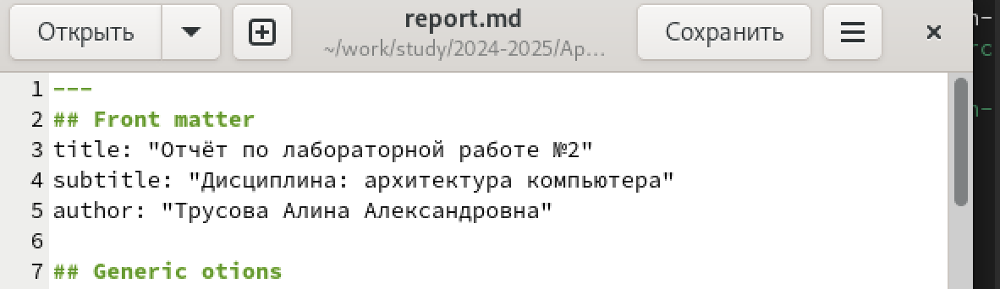 Открыть
report.md
~/work/study/2024-2025/Ap...
Сохранить
1 ---
2 ## Front matter
3 title: "Отчёт по лабораторной работе №2"
4 subtitle: "Дисциплина: архитектура компьютера"
5 author: "Трусова Алина Александровна"
6
7 ## Generic otions